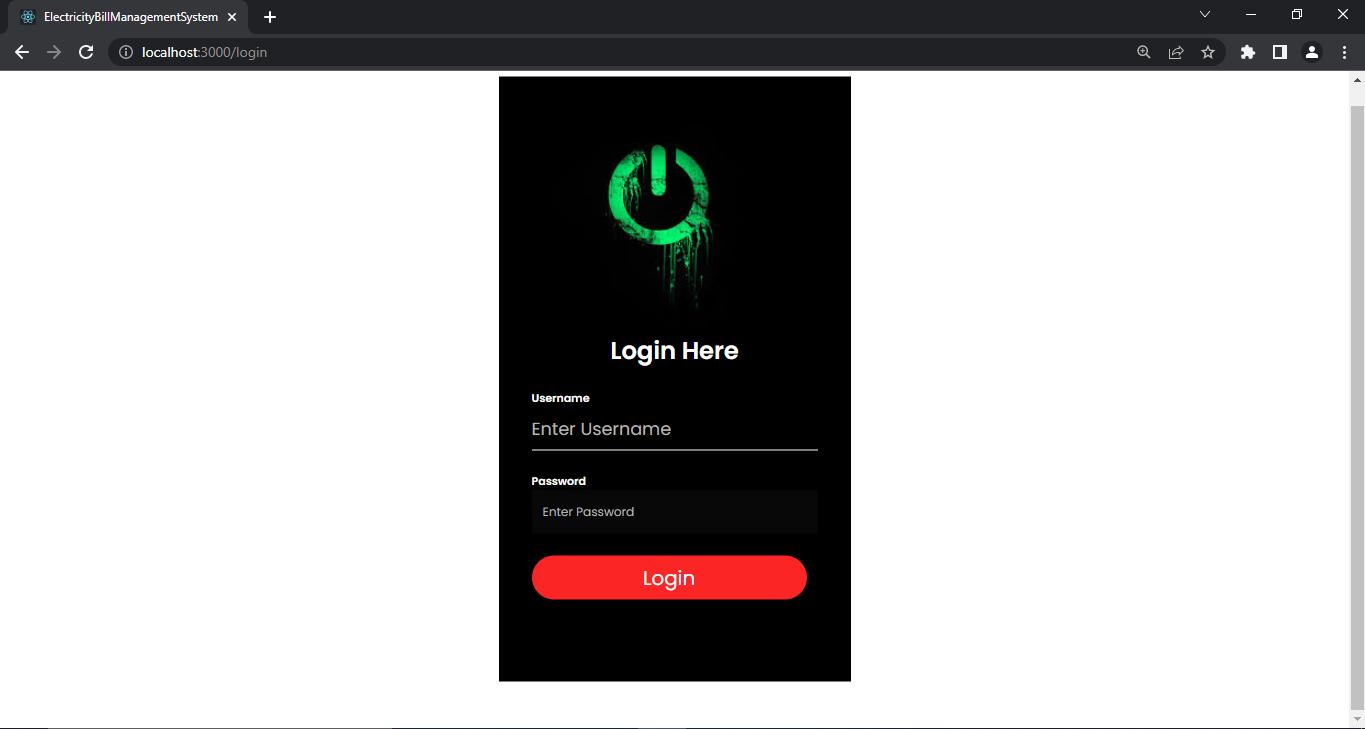 ElectricityBillManagementSystem
localhost:3000/login
Login Here
Username
Enter Username
Password
Enter Password
Login